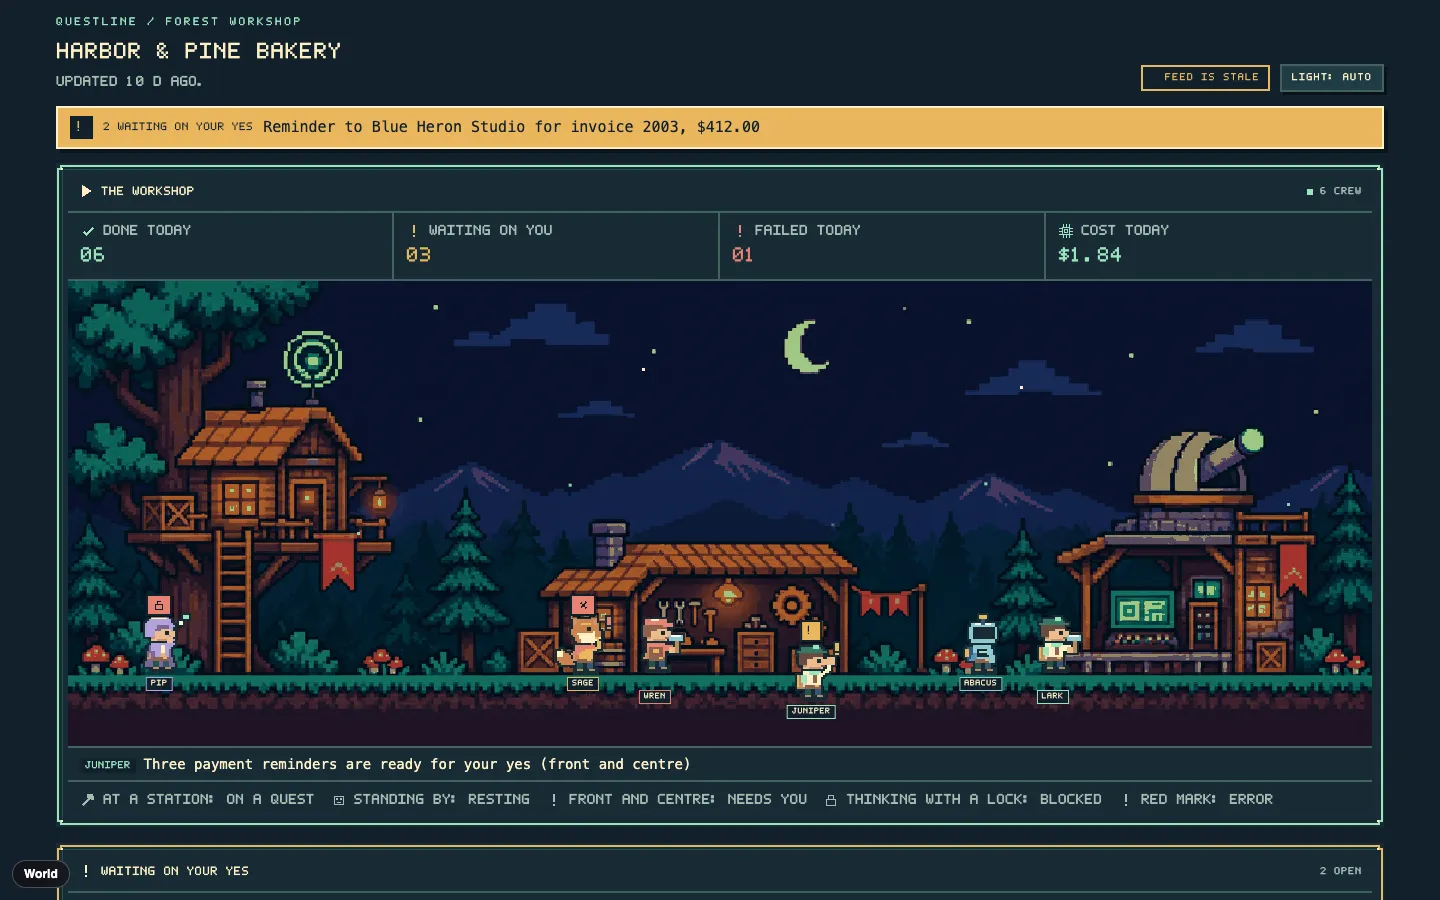 QUESTLINE / FOREST WORKSHOP
HARBOR & PINE BAKERY
UPDATED 10 D AGO.
FEED IS STALE
LIGHT: AUTO
! 2 WAITING ON YOUR YES Reminder to Blue Heron Studio for invoice 2003, $412.00
THE WORKSHOP
6 CREW
DONE TODAY
06
! WAITING ON YOU
03
! FAILED TODAY
01
COST TODAY
$1.84
!
PIP
SAGE
WREN
JUNIPER
ABACUS
LARK
JUNIPER Three payment reminders are ready for your yes (front and centre)
AT A STATION: ON A QUEST STANDING BY: RESTING ! FRONT AND CENTRE: NEEDS YOU THINKING WITH A LOCK: BLOCKED ! RED MARK: ERROR
World
! WAITING ON YOUR YES
2 OPEN